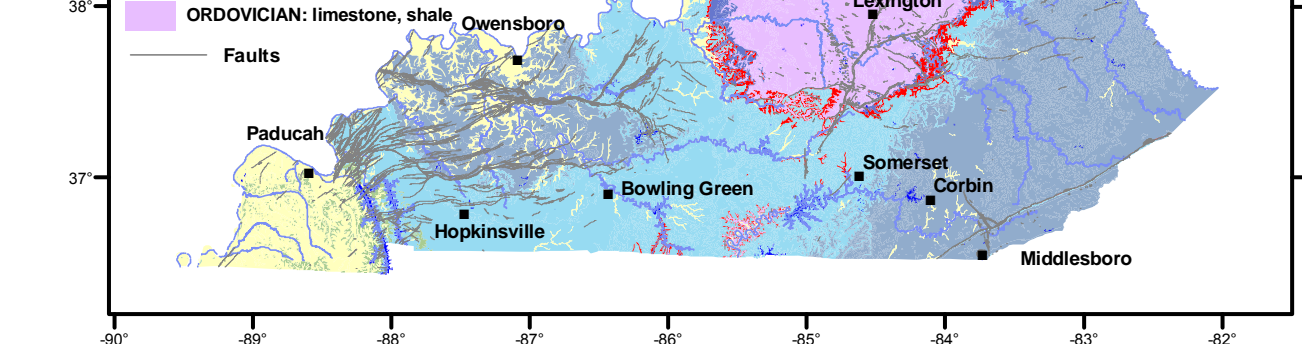 38°
ORDOVICIAN: limestone, shale
Lexington
Owensboro
Faults
Paducah
37°
Somerset
Corbin
Bowling Green
Hopkinsville
Middlesboro
-90°
-89°
-88°
-87°
-86°
-85°
-84°
-83°
-82°